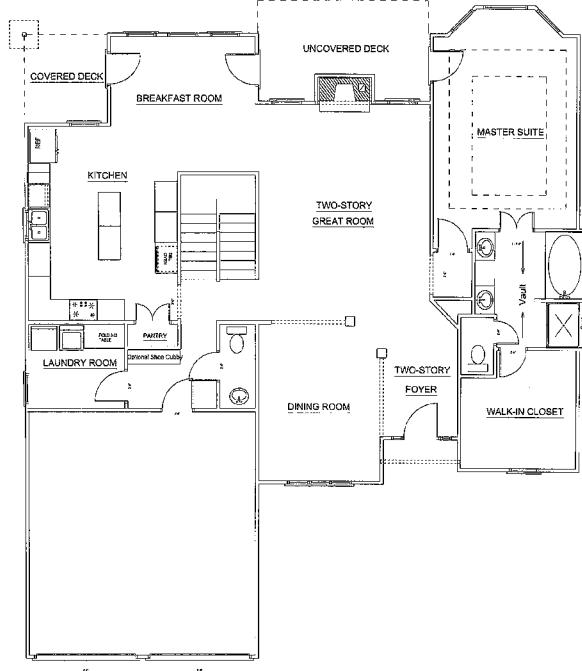 UNCOVERED DECK
COVERED DECK
BREAKFAST ROOM
MASTER SUITE
REF
KITCHEN
TWO-STORY
GREAT ROOM
Vault
FOLDING
TABLE
PANTRY
Optional Shoe Cubby
LAUNDRY ROOM
TWO-STORY
FOYER
DINING ROOM
WALK-IN CLOSET